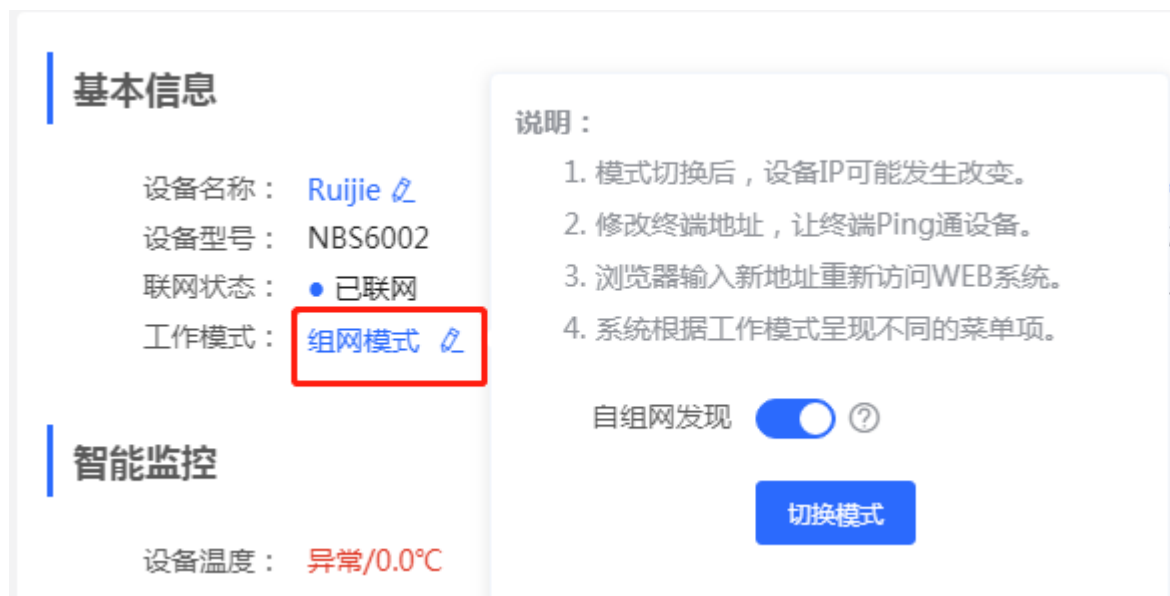 基本信息
设备名称： Ruijie
设备型号： NBS6002
联网状态： 已联网
工作模式： 组网模式
智能监控
设备温度： 异常/0.0℃
说明：
1. 模式切换后，设备IP可能发生改变。
2. 修改终端地址，让终端Ping通设备。
3. 浏览器输入新地址重新访问WEB系统。
4. 系统根据工作模式呈现不同的菜单项。
自组网发现 ?
切换模式